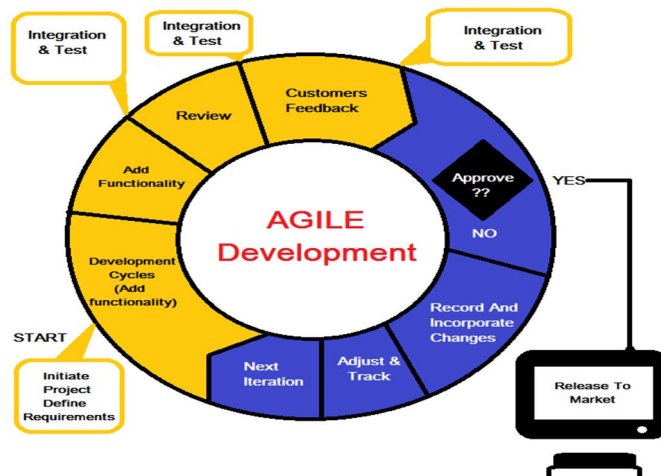 Integration
& Test
Integration
& Test
Integration
& Test
Customers
Feedback
Review
Add
Functionality
Approve
??
YES
NO
AGILE
Development
Development
Cycles
(Add
functionality)
Record And
Incorporate
Changes
START
Next
Iteration
Adjust &
Track
Initiate
Project
Define
Requirements
Release To
Market